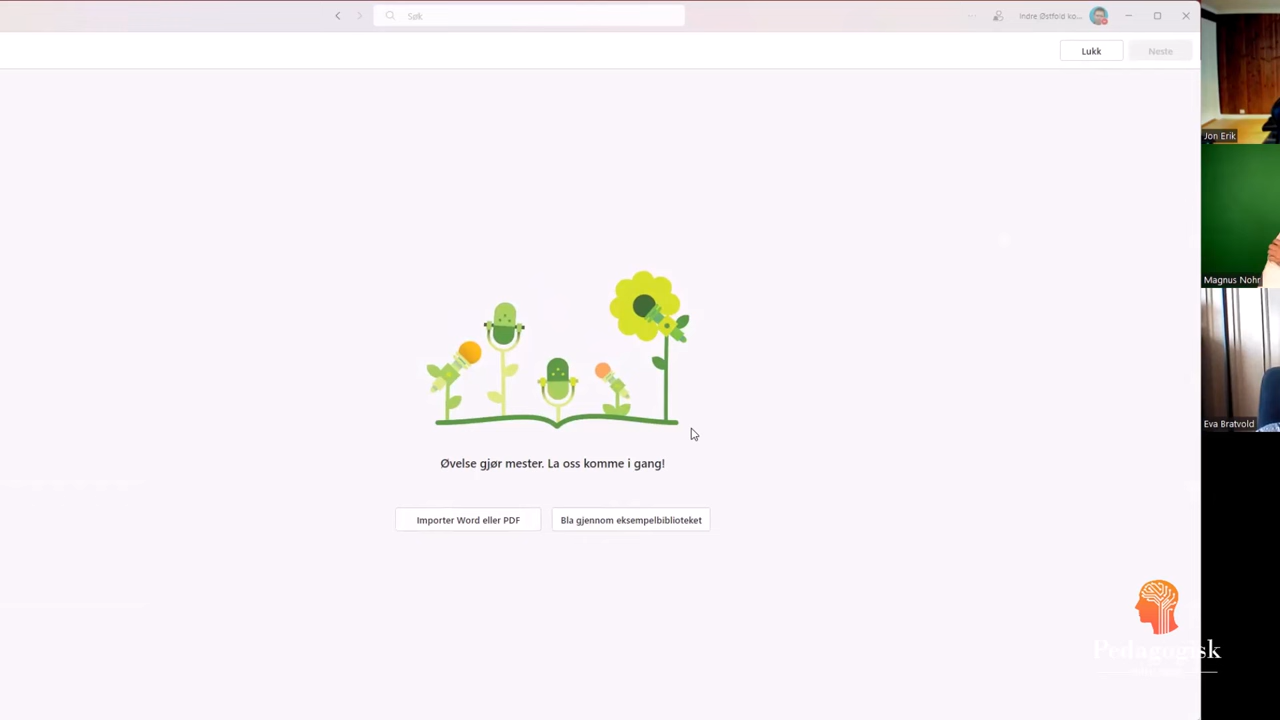 Søk
Indre Østfold ko...
Lukk
Neste
Jon Erik
Magnus Nohr
Eva Bratvold
Øvelse gjør mester. La oss komme i gang!
Importer Word eller PDF
Bla gjennom eksempelbiblioteket
Pedagogisk